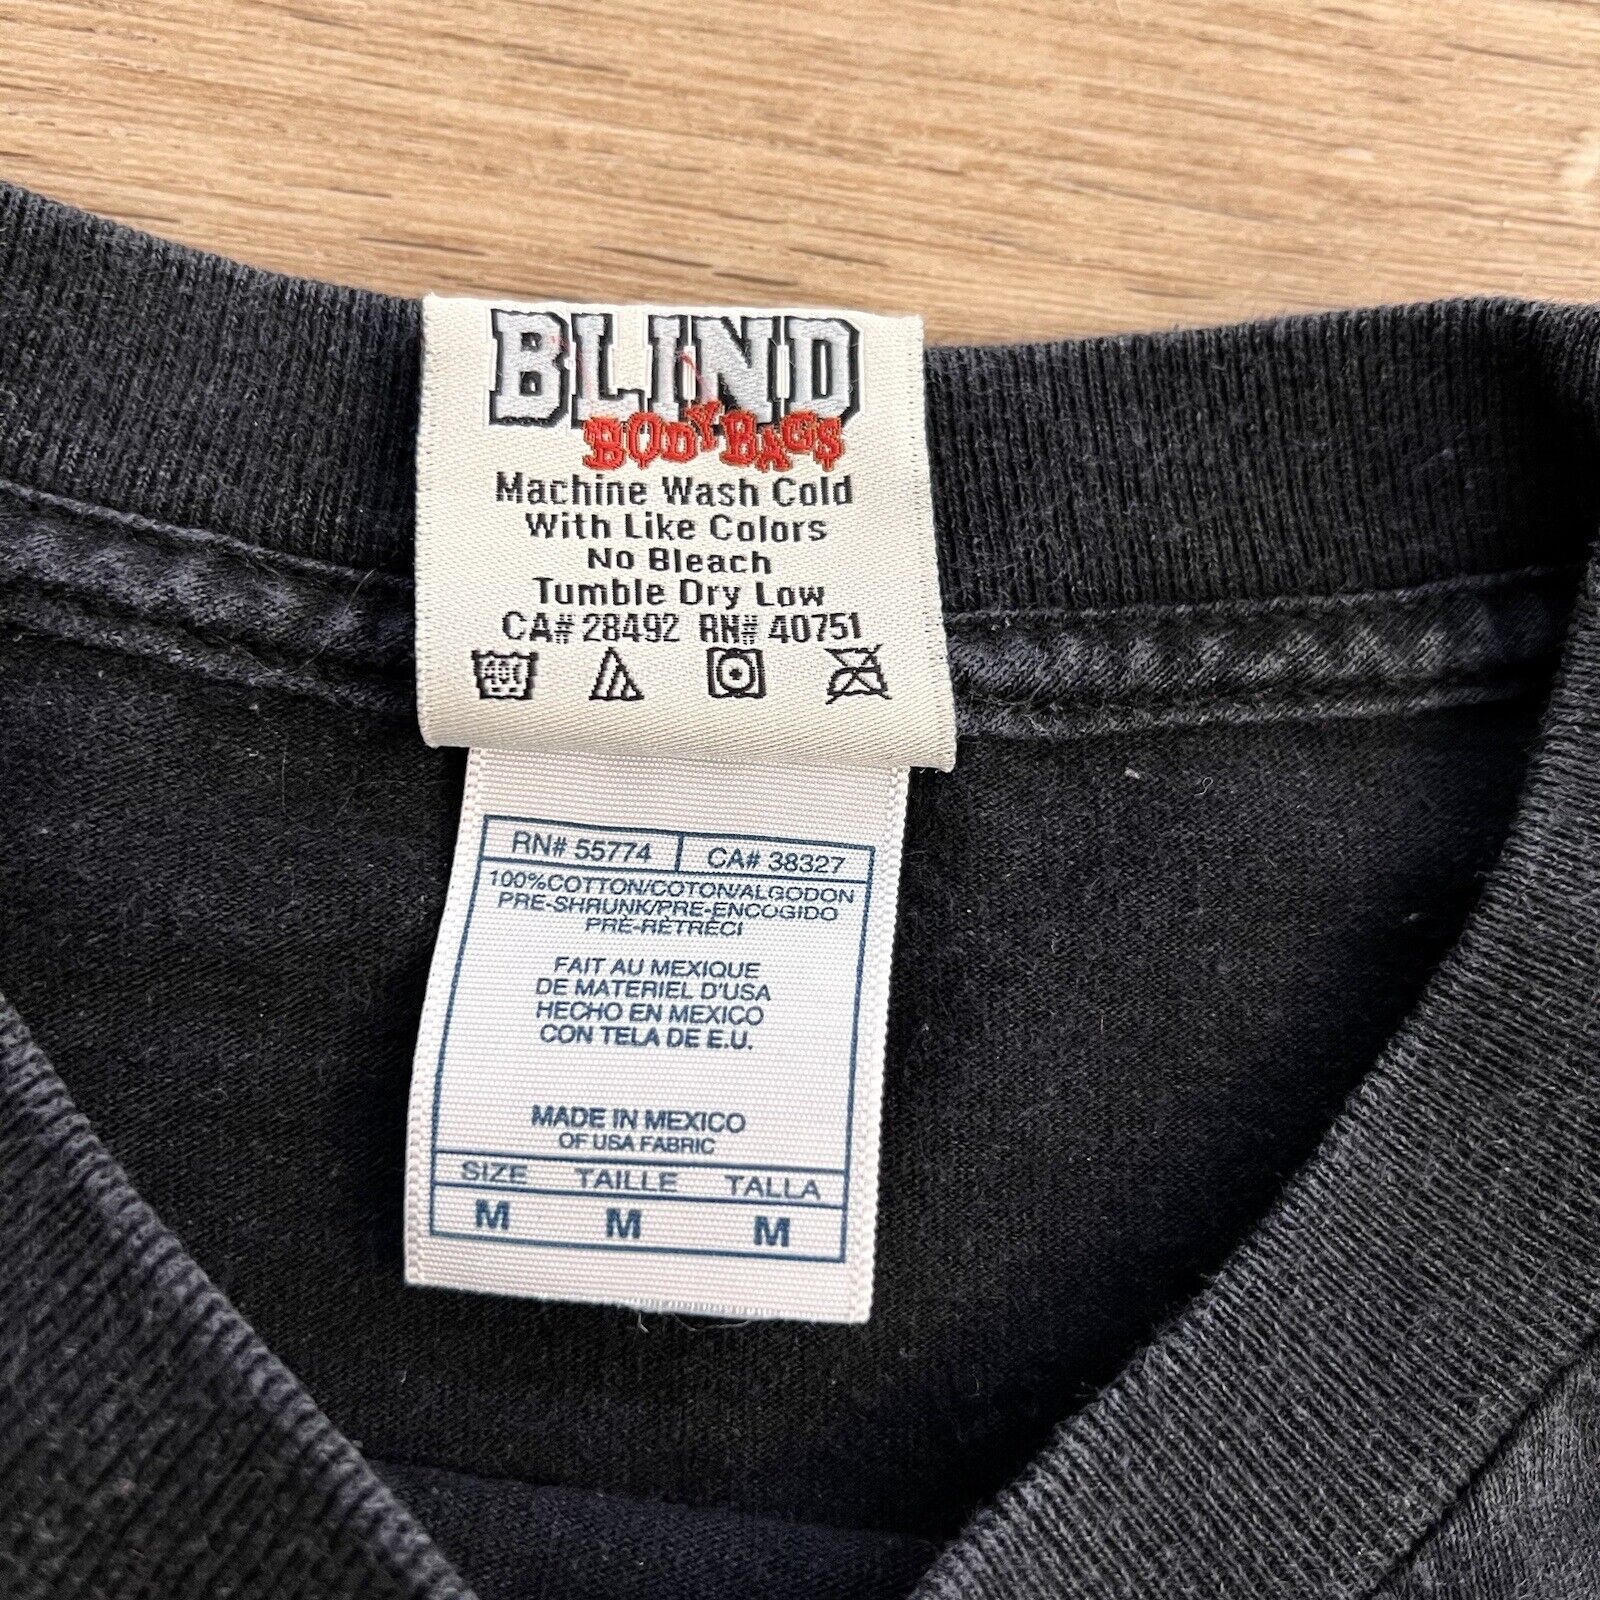 BLIND
BODY BAGS
Machine Wash Cold
With Like Colors
No Bleach
Tumble Dry Low
CA# 28492 RN# 40751
RN# 55774 CA# 38327
100%COTTON/COTON/ALGODON
PRE-SHRUNK/PRE-ENCOGIDO
PRÉ-RÉTRÉCI
FAIT AU MEXIQUE
DE MATERIEL D'USA
HECHO EN MEXICO
CON TELA DE E.U.
MADE IN MEXICO
OF USA FABRIC
SIZE TAILLE TALLA
M M M